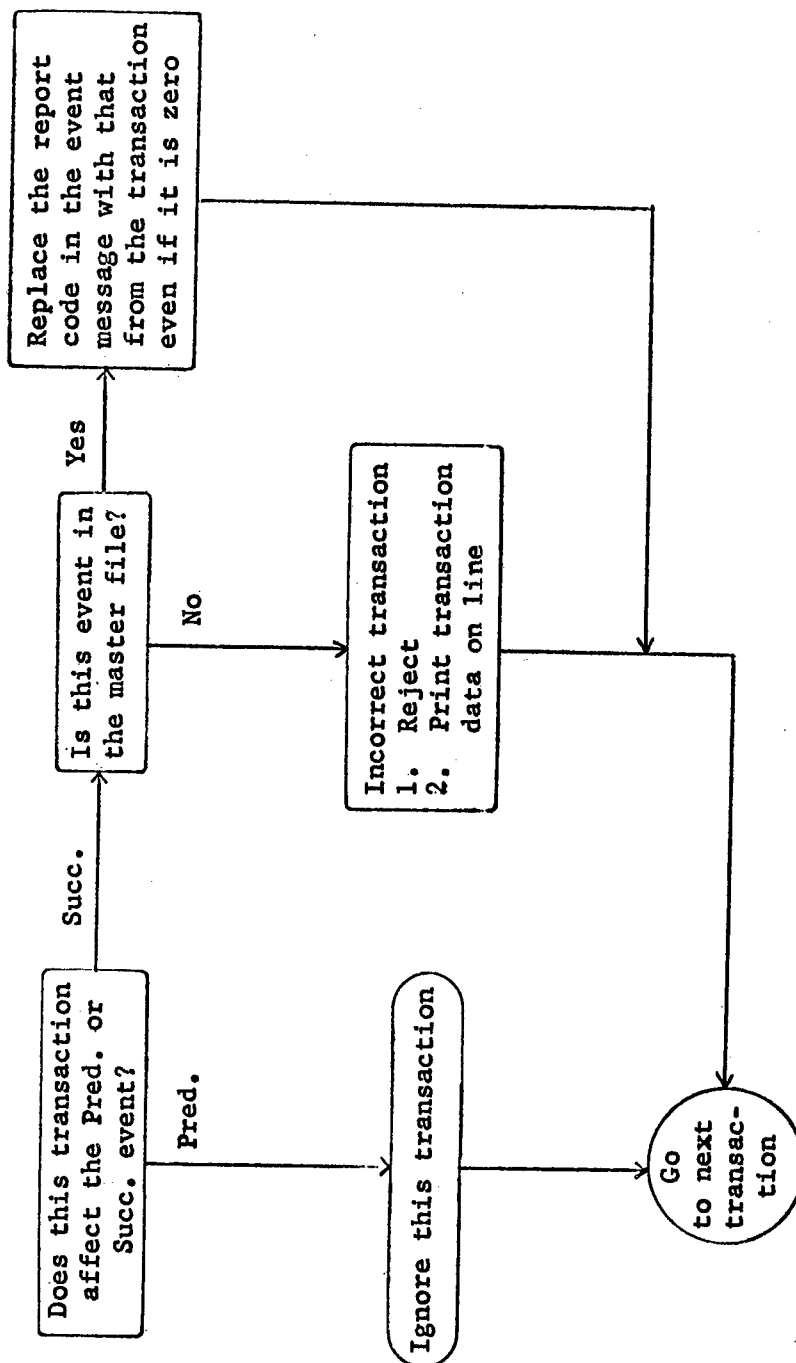 Does this transaction
affect the Pred. or
Succ. event?
Succ.
Is this event in
the master file?
Yes
Replace the report
code in the event
message with that
from the transaction
even if it is zero
Pred.
No
Ignore this transaction
Incorrect transaction
1. Reject
2. Print transaction
data on line
Go
to next
transac-
tion